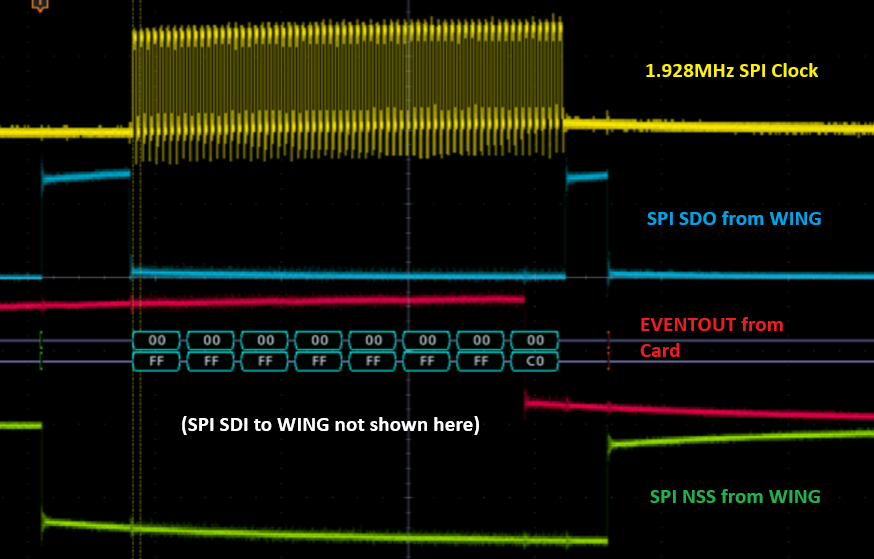 1.928MHz SPI Clock
SPI SDO from WING
EVENTOUT from
Card
00 00 00 00 00 00 00 00
FF FF FF FF FF FF FF C0
(SPI SDI to WING not shown here)
SPI NSS from WING